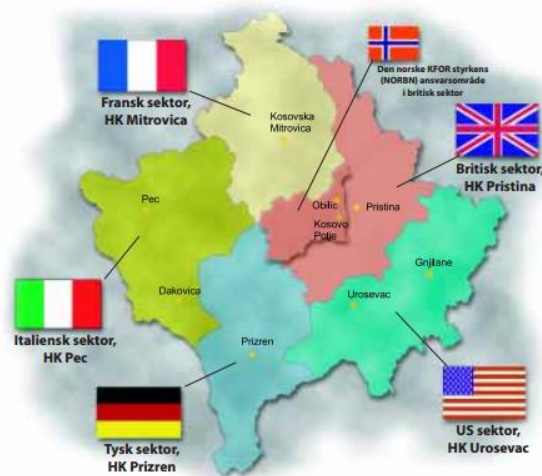 Fransk sektor,
HK Mitrovica
Den norske KFOR styrkens
(NORBN) ansvarsområde
i britisk sektor
Britisk sektor,
HK Pristina
Kosovska
Mitrovica
Pec
Obilic
Kosovo
Polje
Pristina
Gnjilane
Dakovica
Urosevac
Prizren
Italiensk sektor,
HK Pec
Tysk sektor,
HK Prizren
US sektor,
HK Urosevac